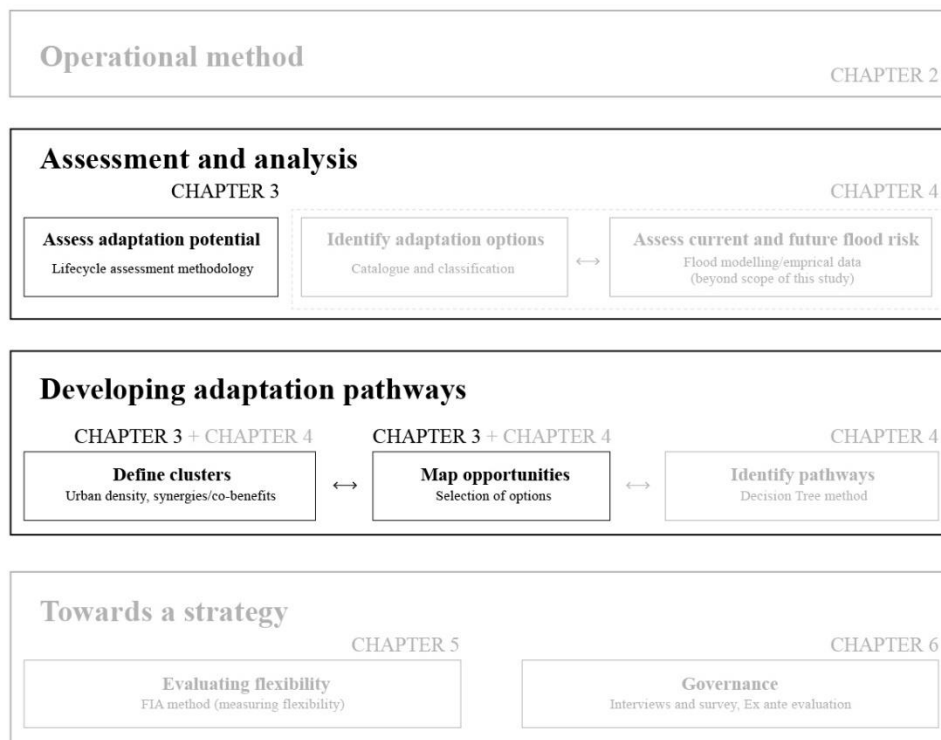 Operational method
CHAPTER 2
Assessment and analysis
CHAPTER 3
CHAPTER 4
Assess adaptation potential
Lifecycle assessment methodology
Identify adaptation options
Catalogue and classification
↔
Assess current and future flood risk
Flood modelling/emprical data
(beyond scope of this study)
Developing adaptation pathways
CHAPTER 3 + CHAPTER 4
CHAPTER 3 + CHAPTER 4
CHAPTER 4
Define clusters
Urban density, synergies/co-benefits
↔
Map opportunities
Selection of options
↔
Identify pathways
Decision Tree method
Towards a strategy
CHAPTER 5
CHAPTER 6
Evaluating flexibility
FIA method (measuring flexibility)
Governance
Interviews and survey, Ex ante evaluation